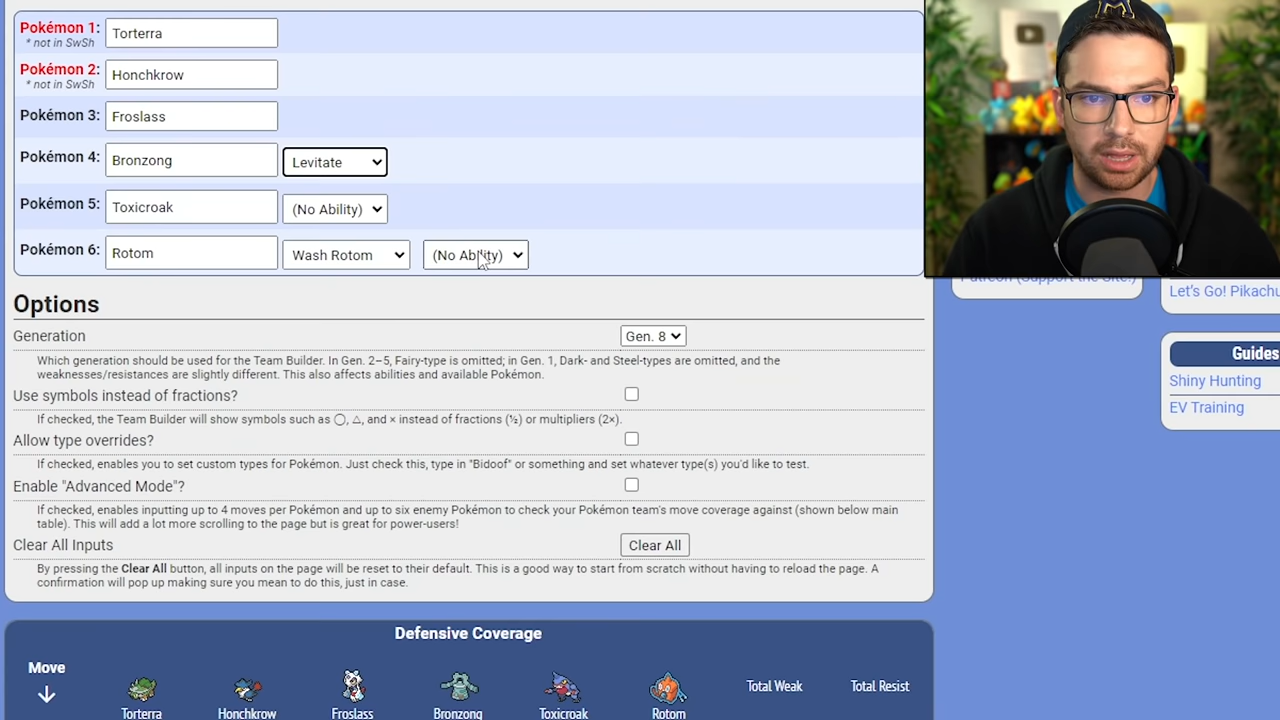 Pokémon 1:
* not in SwSh
Torterra
Pokémon 2:
* not in SwSh
Honchkrow
Pokémon 3:
Froslass
Pokémon 4:
Bronzong
Levitate
Pokémon 5:
Toxicroak
(No Ability)
Pokémon 6:
Rotom
Wash Rotom
(No Ability)
Patreon (Support the Site!)
Let's Go! Pikachu
Guides
Shiny Hunting
EV Training
Options
Generation
Gen. 8
Which generation should be used for the Team Builder. In Gen. 2–5, Fairy-type is omitted; in Gen. 1, Dark- and Steel-types are omitted, and the
weaknesses/resistances are slightly different. This also affects abilities and available Pokémon.
Use symbols instead of fractions?
If checked, the Team Builder will show symbols such as ◯, △, and × instead of fractions (½) or multipliers (2×).
Allow type overrides?
If checked, enables you to set custom types for Pokémon. Just check this, type in "Bidoof" or something and set whatever type(s) you'd like to test.
Enable "Advanced Mode"?
If checked, enables inputting up to 4 moves per Pokémon and up to six enemy Pokémon to check your Pokémon team's move coverage against (shown below main
table). This will add a lot more scrolling to the page but is great for power-users!
Clear All Inputs
Clear All
By pressing the Clear All button, all inputs on the page will be reset to their default. This is a good way to start from scratch without having to reload the page. A
confirmation will pop up making sure you mean to do this, just in case.
Defensive Coverage
Move
Torterra
Honchkrow
Froslass
Bronzong
Toxicroak
Rotom
Total Weak
Total Resist